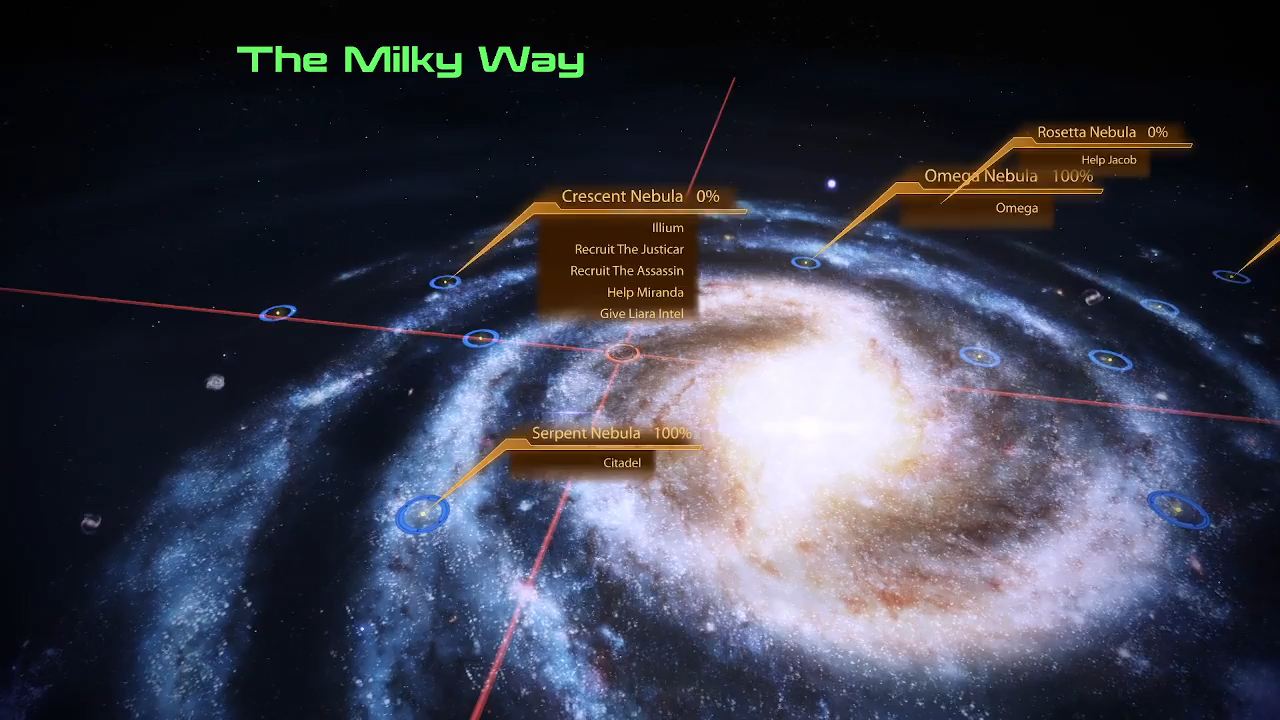 The Milky Way
Rosetta Nebula 0%
Help Jacob
Omega Nebula 100%
Omega
Crescent Nebula 0%
Illium
Recruit The Justicar
Recruit The Assassin
Help Miranda
Give Liara Intel
Serpent Nebula 100%
Citadel